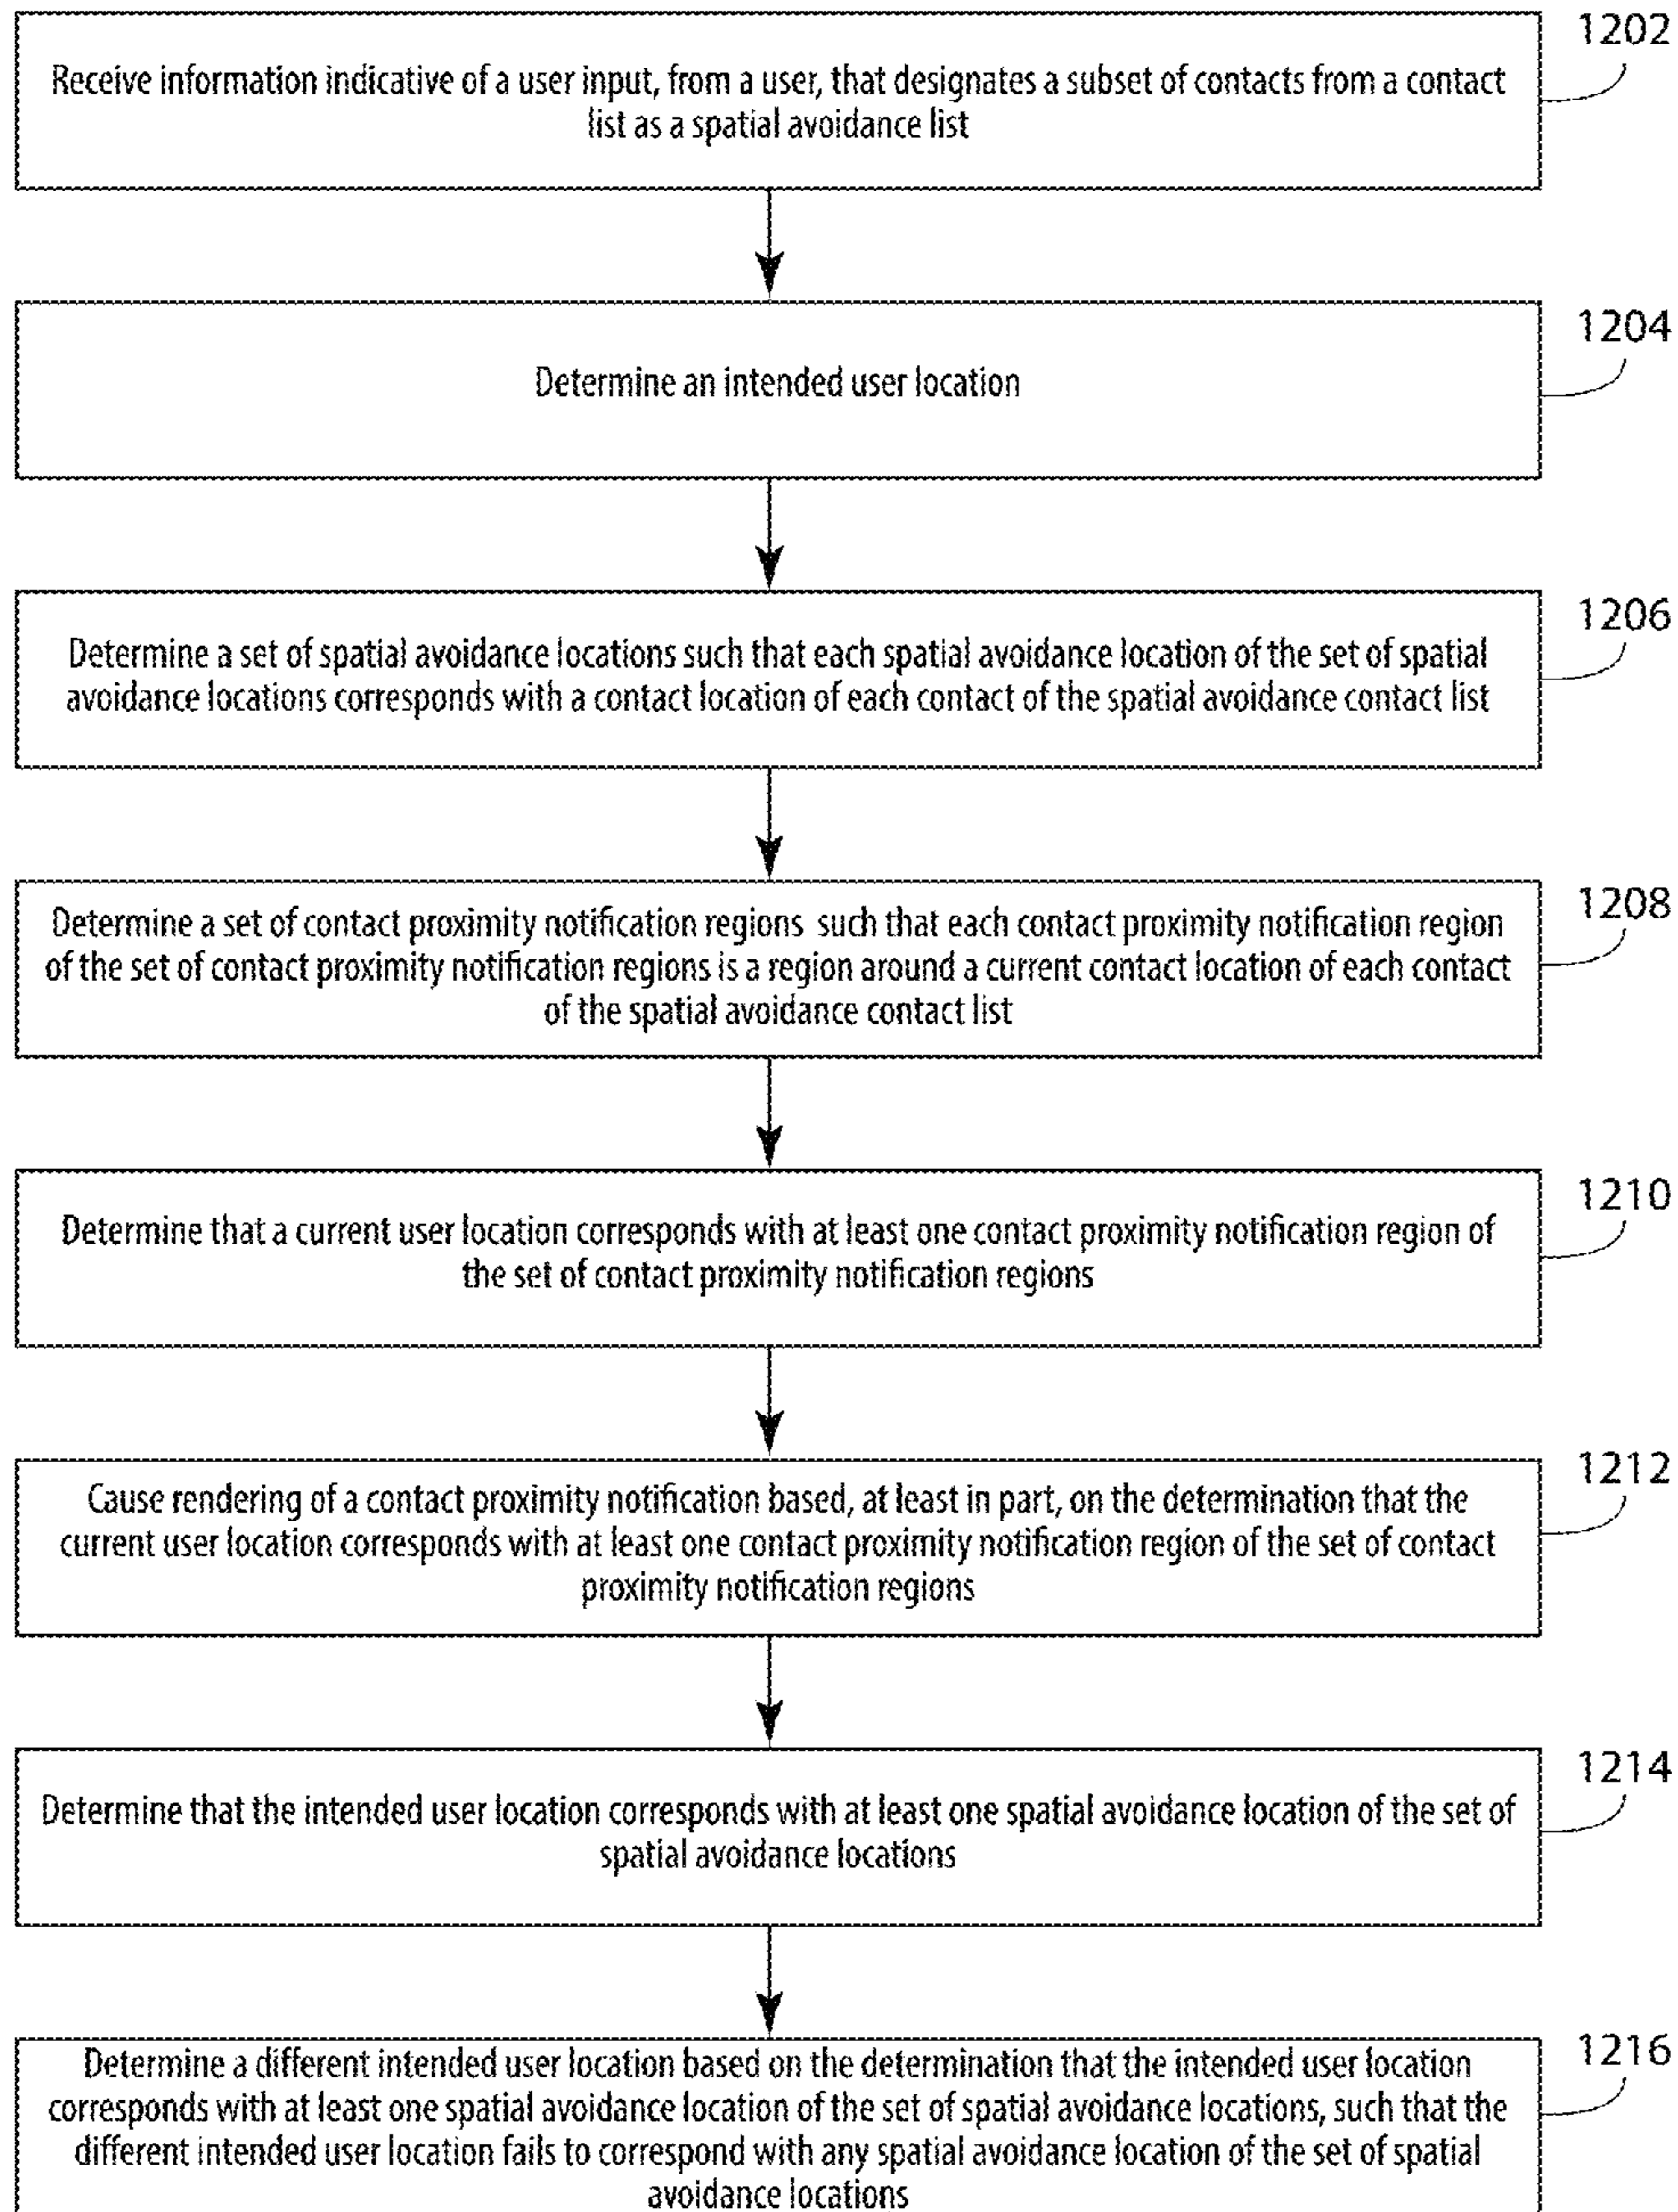 1202
Receive information indicative of a user input, from a user, that designates a subset of contacts from a contact
list as a spatial avoidance list
1204
Determine an intended user location
1206
Determine a set of spatial avoidance locations such that each spatial avoidance location of the set of spatial
avoidance locations corresponds with a contact location of each contact of the spatial avoidance contact list
1208
Determine a set of contact proximity notification regions such that each contact proximity notification region
of the set of contact proximity notification regions is a region around a current contact location of each contact
of the spatial avoidance contact list
1210
Determine that a current user location corresponds with at least one contact proximity notification region of
the set of contact proximity notification regions
1212
Cause rendering of a contact proximity notification based, at least in part, on the determination that the
current user location corresponds with at least one contact proximity notification region of the set of contact
proximity notification regions
1214
Determine that the intended user location corresponds with at least one spatial avoidance location of the set of
spatial avoidance locations
1216
Determine a different intended user location based on the determination that the intended user location
corresponds with at least one spatial avoidance location of the set of spatial avoidance locations, such that the
different intended user location fails to correspond with any spatial avoidance location of the set of spatial
avoidance locations